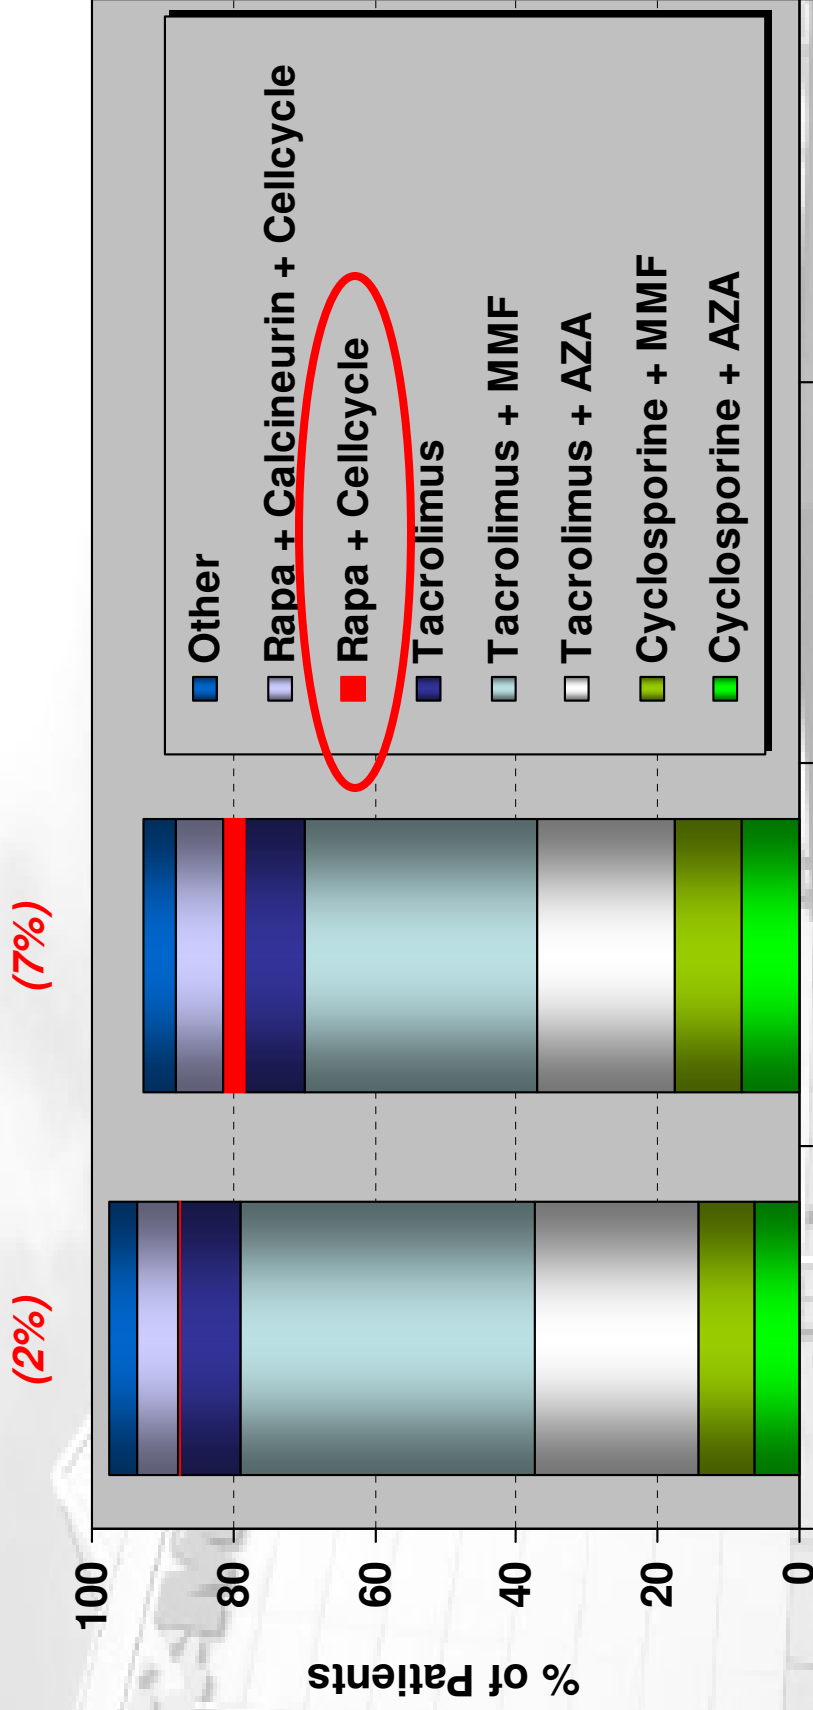 (2%)
(7%)
100
80
60
40
20
0
% of Patients
Other
Rapa + Calcineurin + Cellcycle
Rapa + Cellcycle
Tacrolimus
Tacrolimus + MMF
Tacrolimus + AZA
Cyclosporine + MMF
Cyclosporine + AZA